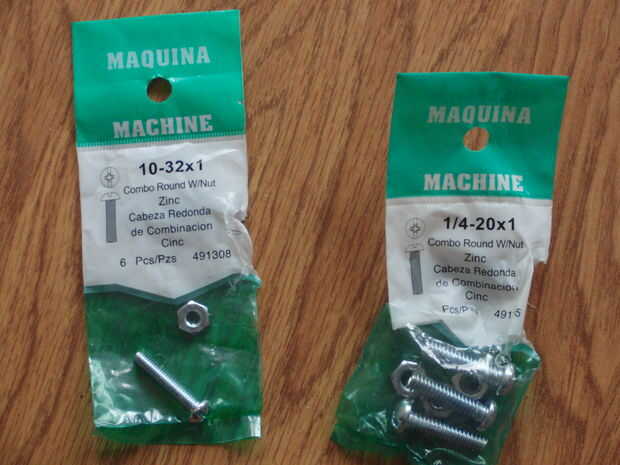 MAQUINA
MACHINE
10-32x1
Combo Round W/Nut
Zinc
Cabeza Redonda
de Combinacion
Cinc
6 Pcs/Pzs 491308
MAQUINA
MACHINE
1/4-20x1
Combo Round W/Nut
Zinc
Cabeza Redonda
de Combinacion
Cinc